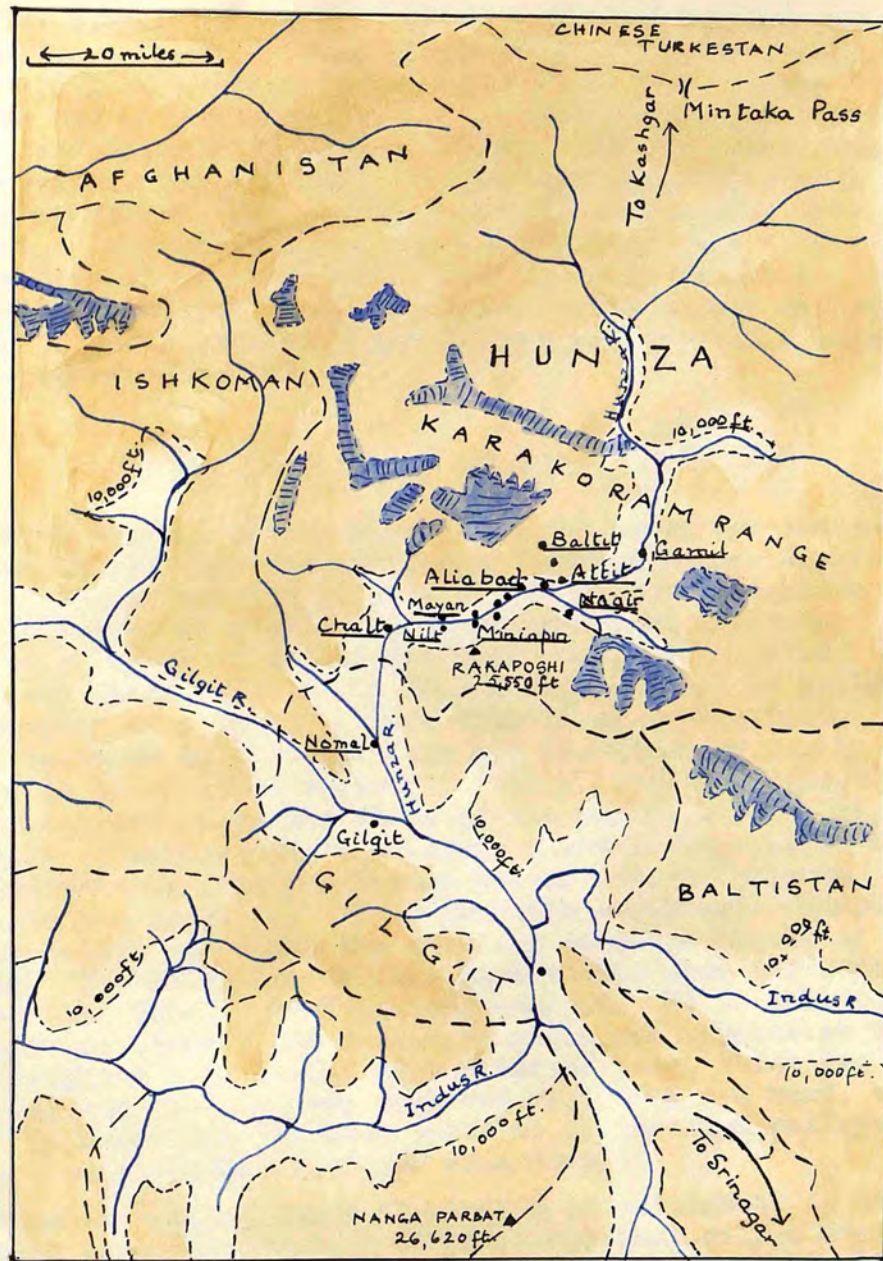 20 miles
CHINESE
TURKESTAN
Mintaka Pass
To Kashgar
AFGHANISTAN
HUNZA
Hunza R.
ISHKOMAN
KARAKORAM RANGE
10,000ft.
10,000ft.
Baltit
Gamil
Aliabad
Attit
Mayan
Nagir
Chalt
Nilt
Miniapin
RAKAPOSHI
25,550ft
Gilgit R.
Nomal
Hunza R.
Gilgit
10,000ft.
GILGIT
BALTISTAN
10,000ft.
10,000ft.
Indus R.
Indus R.
10,000ft.
10,000ft.
To Srinagar
NANGA PARBAT
26,620ft.